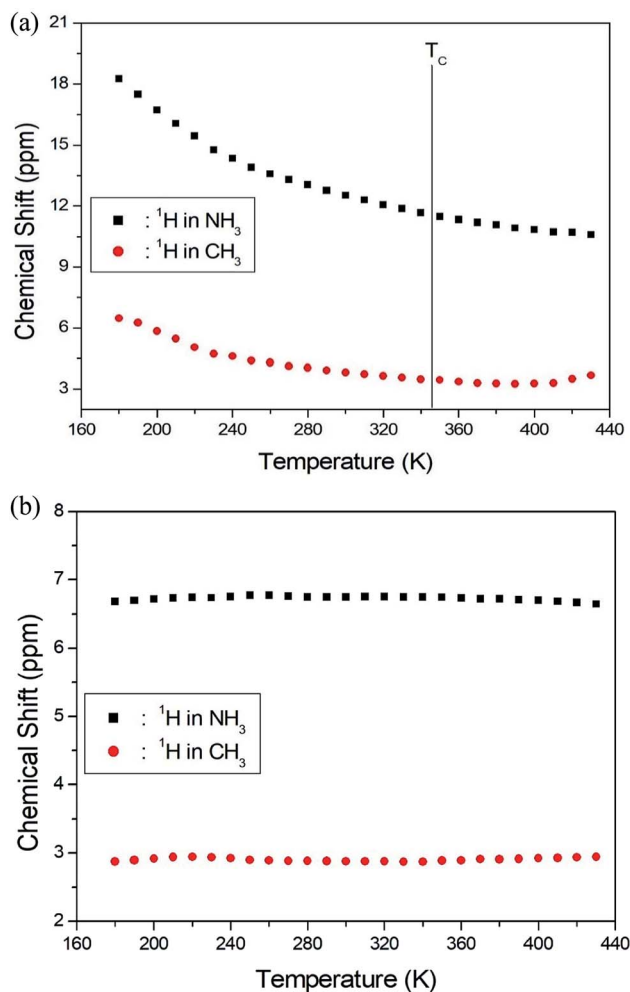 (a)
21
18
15
12
9
6
3
Chemical Shift (ppm)
T_C
■ : ¹H in NH₃
● : ¹H in CH₃
160 200 240 280 320 360 400 440
Temperature (K)
(b)
8
7
6
5
4
3
2
Chemical Shift (ppm)
■ : ¹H in NH₃
● : ¹H in CH₃
160 200 240 280 320 360 400 440
Temperature (K)